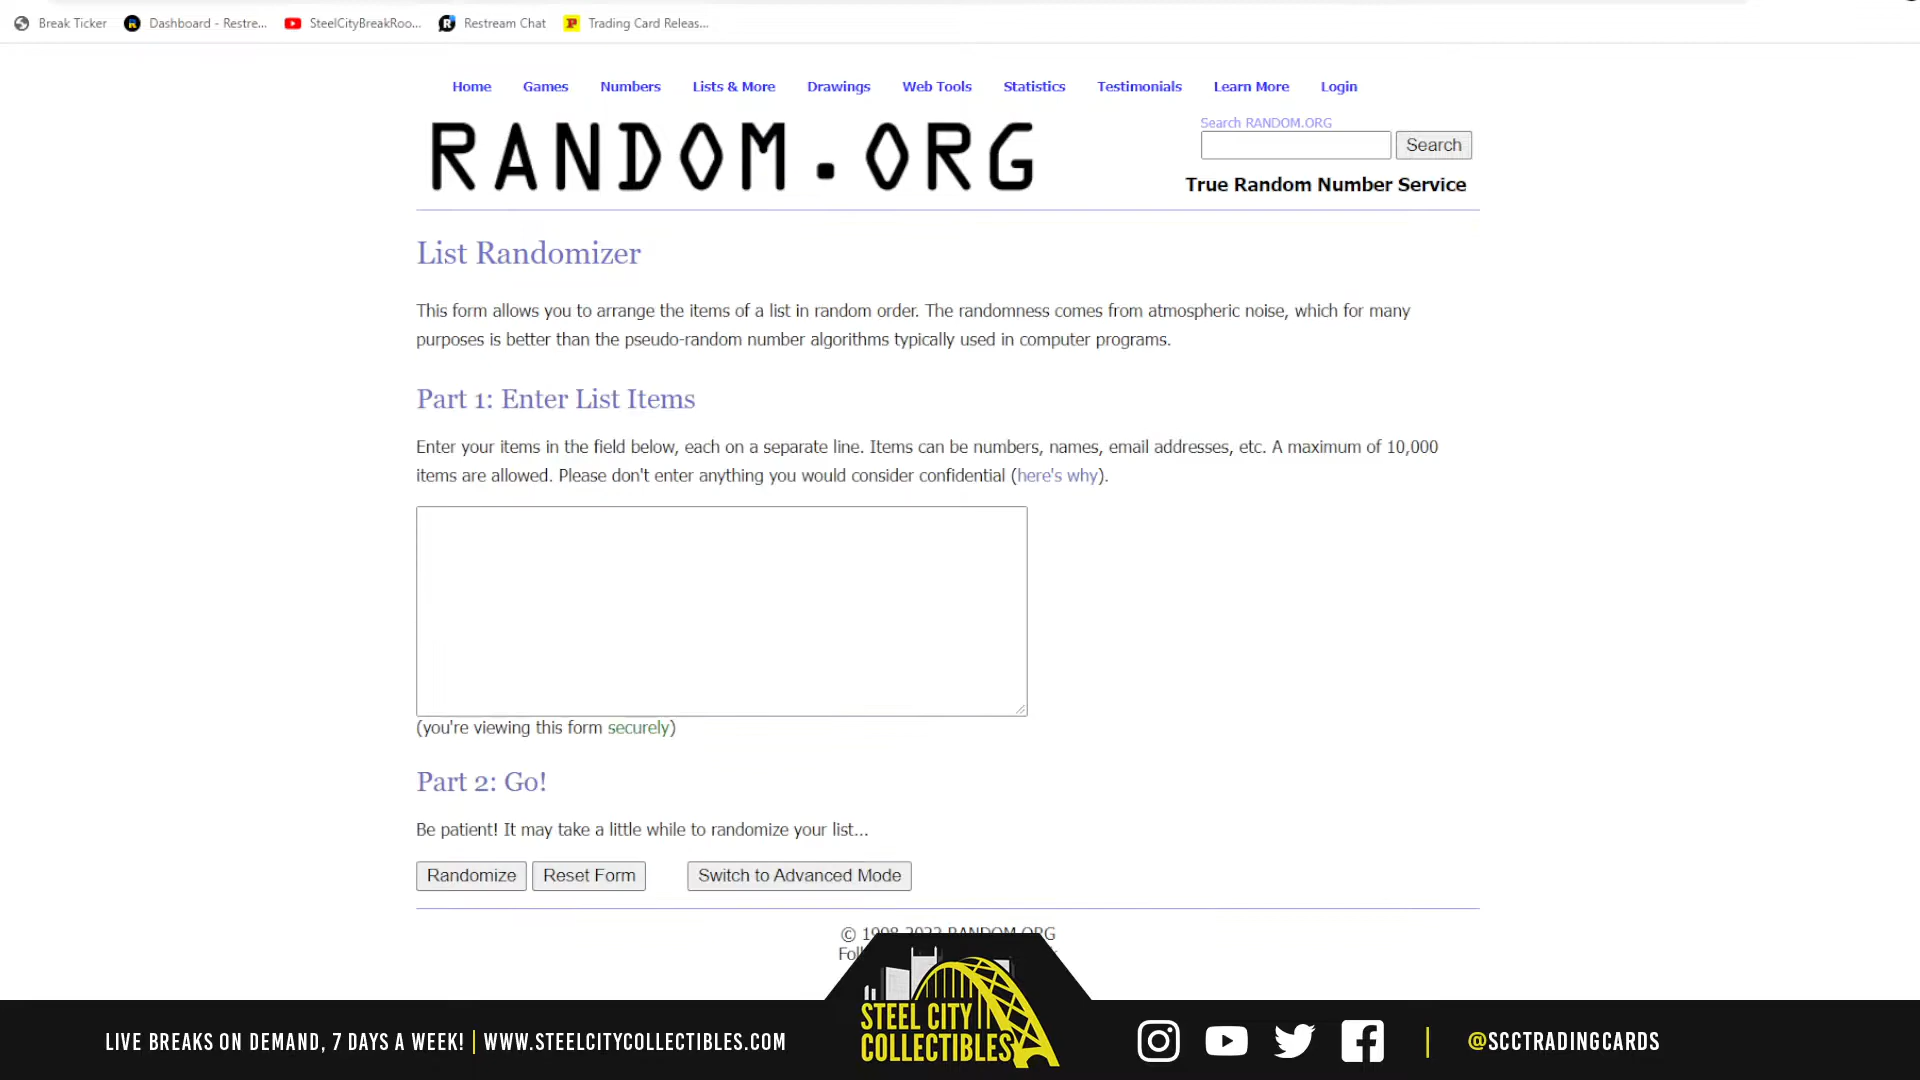 Break Ticker Dashboard - Restre... SteelCityBreakRoo... Restream Chat Trading Card Releas...
Home Games Numbers Lists & More Drawings Web Tools Statistics Testimonials Learn More Login
RANDOM.ORG
Search RANDOM.ORG
Search
True Random Number Service
List Randomizer
This form allows you to arrange the items of a list in random order. The randomness comes from atmospheric noise, which for many
purposes is better than the pseudo-random number algorithms typically used in computer programs.
Part 1: Enter List Items
Enter your items in the field below, each on a separate line. Items can be numbers, names, email addresses, etc. A maximum of 10,000
items are allowed. Please don't enter anything you would consider confidential (here's why).
(you're viewing this form securely)
Part 2: Go!
Be patient! It may take a little while to randomize your list...
Randomize Reset Form Switch to Advanced Mode
© 1998-2022 RANDOM.ORG
STEEL CITY
COLLECTIBLES
LIVE BREAKS ON DEMAND, 7 DAYS A WEEK! | WWW.STEELCITYCOLLECTIBLES.COM
| @SCCTRADINGCARDS